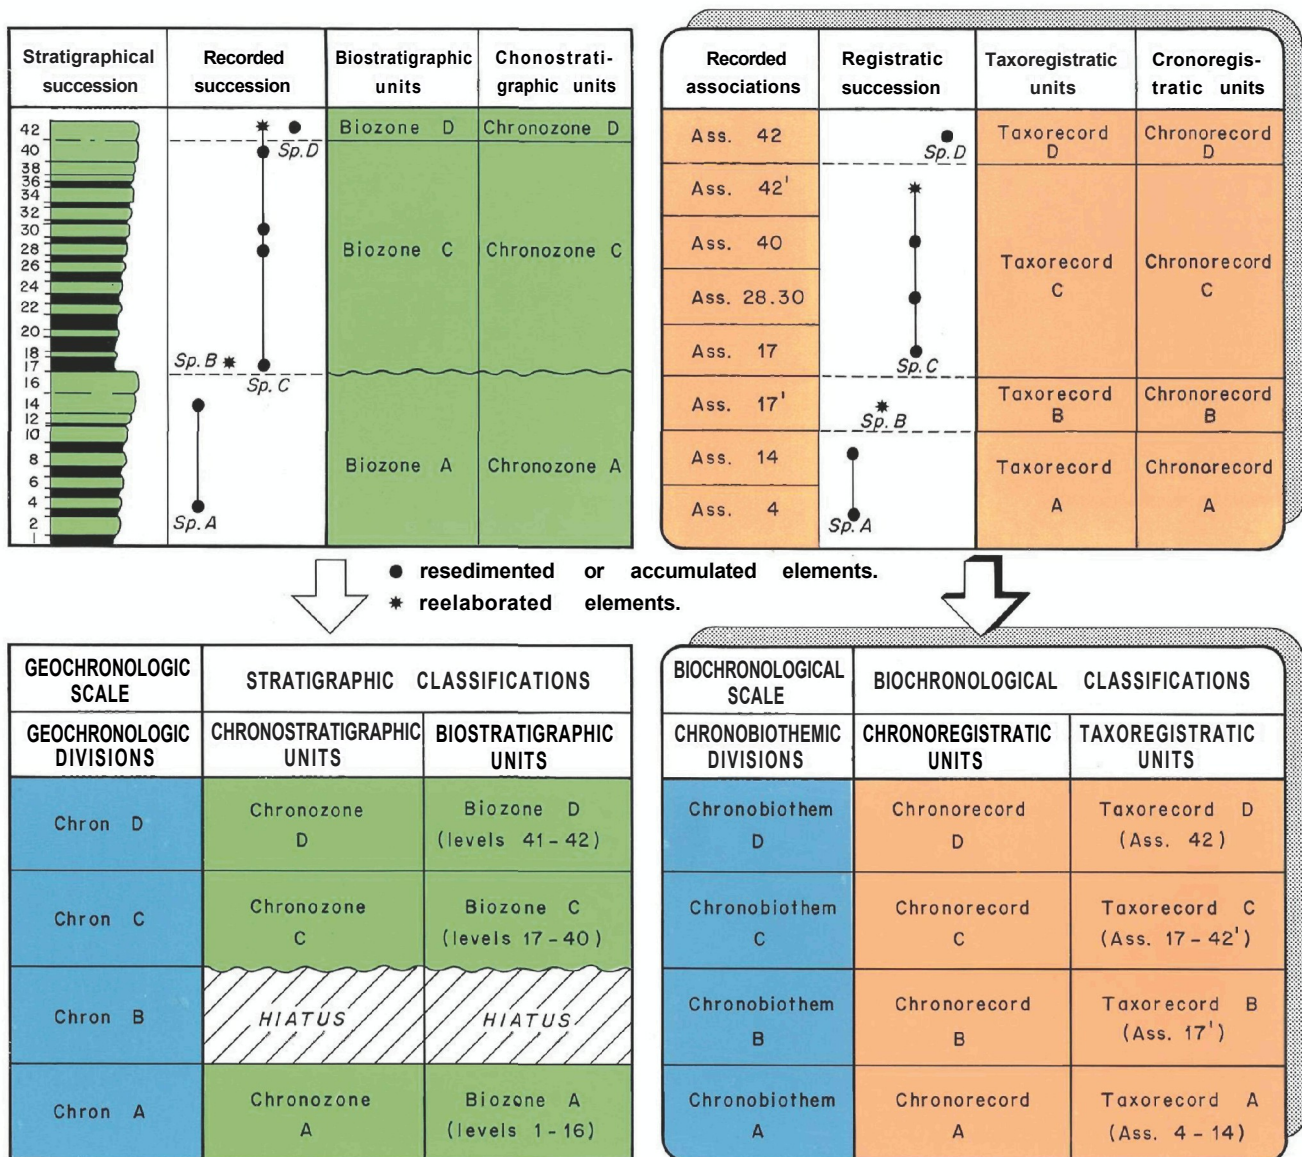 Stratigraphical
succession
Recorded
succession
Biostratigraphic
units
Chonostrati-
graphic units
42
40
38
36
34
32
30
28
26
24
22
20
18
17
16
14
12
10
8
6
4
2
1
Sp. D
Sp. B
Sp. C
Sp. A
Biozone D
Chronozone D
Biozone C
Chronozone C
Biozone A
Chronozone A
Recorded
associations
Registratic
succession
Taxoregistratic
units
Cronoregis-
tratic units
Ass. 42
Sp. D
Taxorecord
D
Chronorecord
D
Ass. 42'
Ass. 40
Ass. 28.30
Ass. 17
Sp. C
Taxorecord
C
Chronorecord
C
Ass. 17'
Sp. B
Taxorecord
B
Chronorecord
B
Ass. 14
Ass. 4
Sp. A
Taxorecord
A
Chronorecord
A
● resedimented or accumulated elements.
✷ reelaborated elements.
GEOCHRONOLOGIC
SCALE
STRATIGRAPHIC CLASSIFICATIONS
GEOCHRONOLOGIC
DIVISIONS
CHRONOSTRATIGRAPHIC
UNITS
BIOSTRATIGRAPHIC
UNITS
Chron D
Chronozone
D
Biozone D
(levels 41-42)
Chron C
Chronozone
C
Biozone C
(levels 17-40)
Chron B
HIATUS
HIATUS
Chron A
Chronozone
A
Biozone A
(levels 1-16)
BIOCHRONOLOGICAL
SCALE
BIOCHRONOLOGICAL CLASSIFICATIONS
CHRONOBIOTHEMIC
DIVISIONS
CHRONOREGISTRATIC
UNITS
TAXOREGISTRATIC
UNITS
Chronobiothem
D
Chronorecord
D
Taxorecord D
(Ass. 42)
Chronobiothem
C
Chronorecord
C
Taxorecord C
(Ass. 17-42')
Chronobiothem
B
Chronorecord
B
Taxorecord B
(Ass. 17')
Chronobiothem
A
Chronorecord
A
Taxorecord A
(Ass. 4-14)